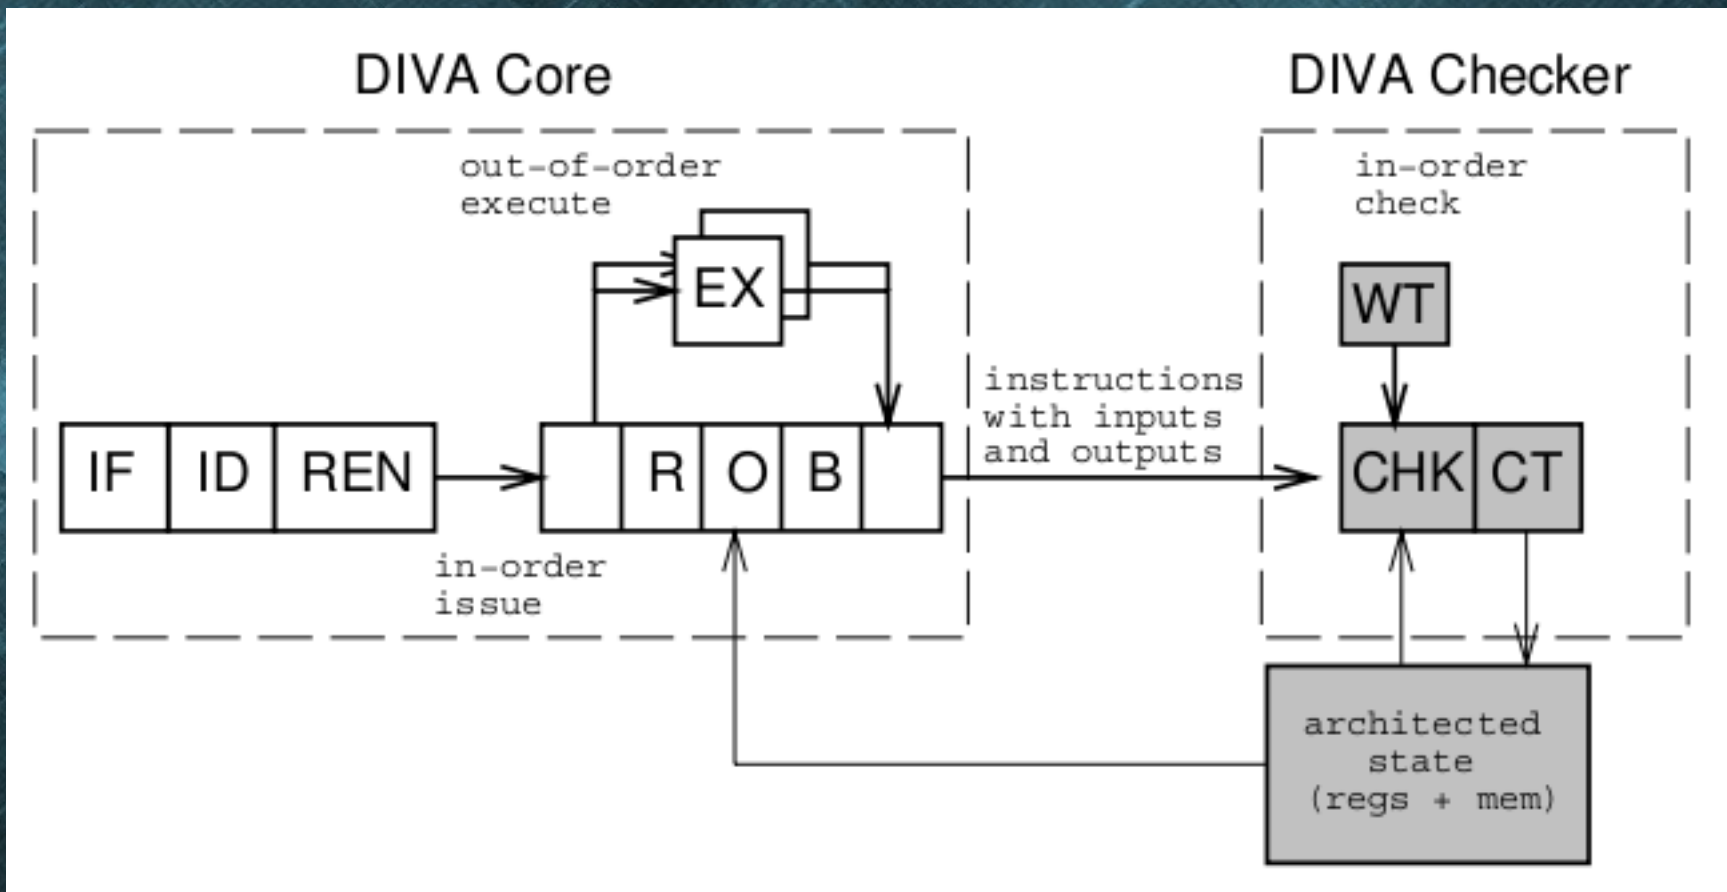 DIVA Core
DIVA Checker
out-of-order
execute
in-order
check
EX
WT
instructions
with inputs
and outputs
IF ID REN
R O B
CHK CT
in-order
issue
architected
state
(regs + mem)